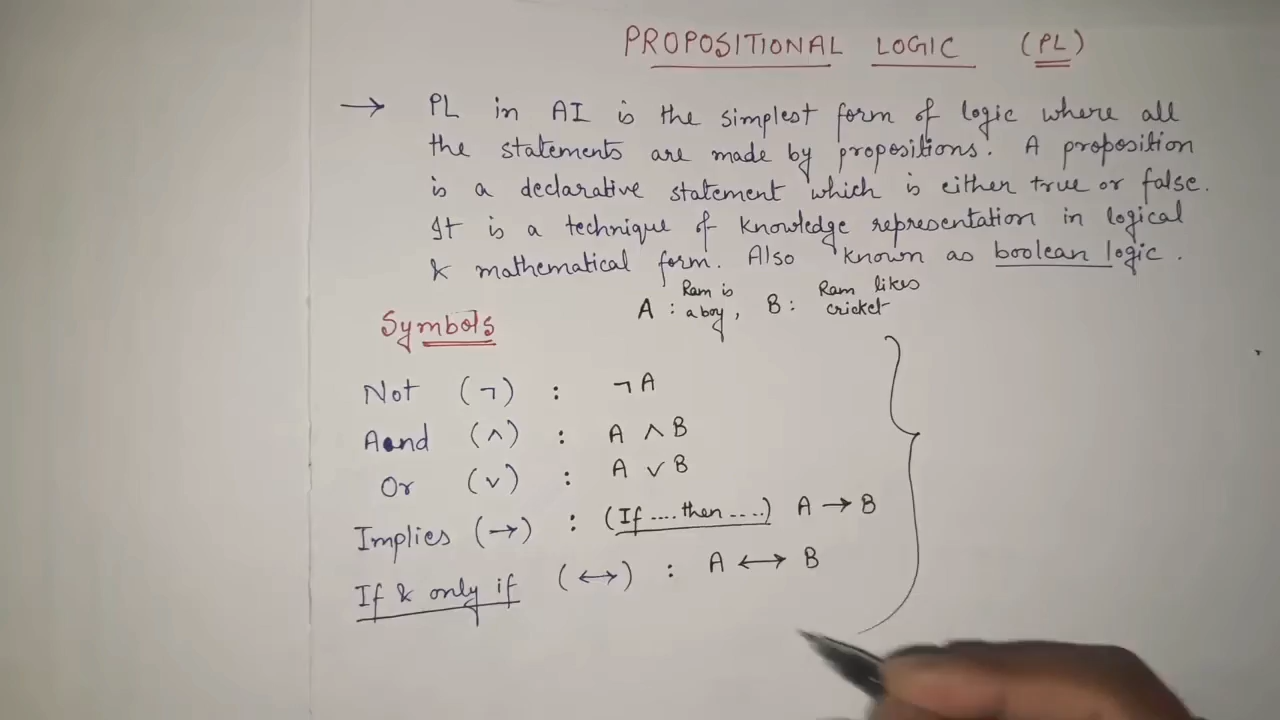 PROPOSITIONAL LOGIC (PL)
→ PL in AI is the simplest form of logic where all
the statements are made by propositions. A proposition
is a declarative statement which is either true or false.
It is a technique of knowledge representation in logical
& mathematical form. Also known as boolean logic.
A : Ram is a boy, B : Ram likes cricket
Symbols
Not (¬) : ¬A
And (∧) : A ∧ B
Or (∨) : A ∨ B
Implies (→) : (If .... then ....) A → B
If & only if (↔) : A ↔ B